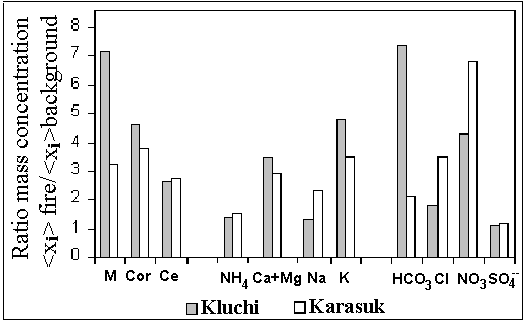 Ratio mass concentration
<xi> fire/<xi>background
8
7
6
5
4
3
2
1
0
M Cor Ce NH4 Ca+Mg Na K HCO3 Cl NO3 SO4--
Kluchi Karasuk